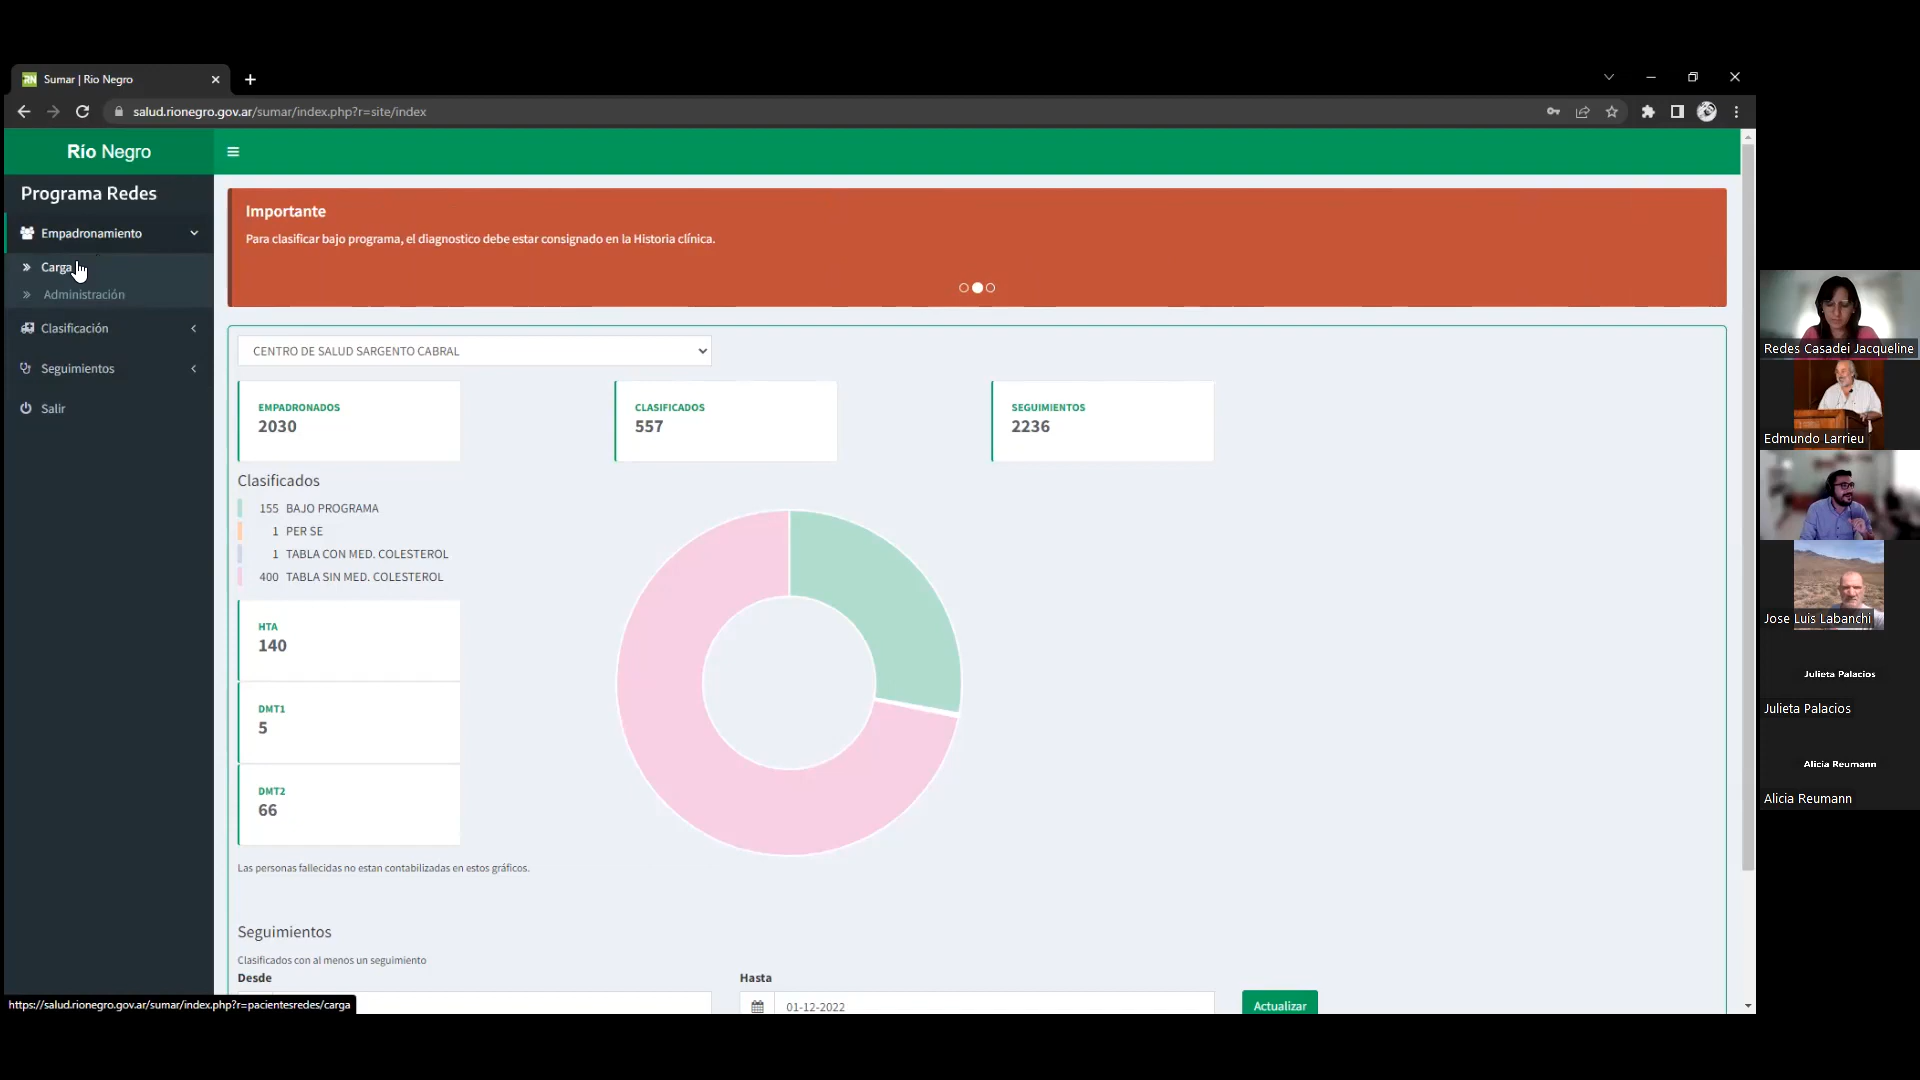 Sumar | Río Negro
salud.rionegro.gov.ar/sumar/index.php?r=site/index
Río Negro
Programa Redes
Empadronamiento
Carga
Administración
Clasificación
Seguimientos
Salir
Importante
Para clasificar bajo programa, el diagnostico debe estar consignado en la Historia clínica.
CENTRO DE SALUD SARGENTO CABRAL
EMPADRONADOS
2030
CLASIFICADOS
557
SEGUIMIENTOS
2236
Clasificados
155 BAJO PROGRAMA
1 PER SE
1 TABLA CON MED. COLESTEROL
400 TABLA SIN MED. COLESTEROL
HTA
140
DMT1
5
DMT2
66
Las personas fallecidas no estan contabilizadas en estos gráficos.
Seguimientos
Clasificados con al menos un seguimiento
Desde
Hasta
01-12-2022
Actualizar
https://salud.rionegro.gov.ar/sumar/index.php?r=pacientesredes/carga
Redes Casadei Jacqueline
Edmundo Larrieu
Jose Luis Labanchi
Julieta Palacios
Julieta Palacios
Alicia Reumann
Alicia Reumann